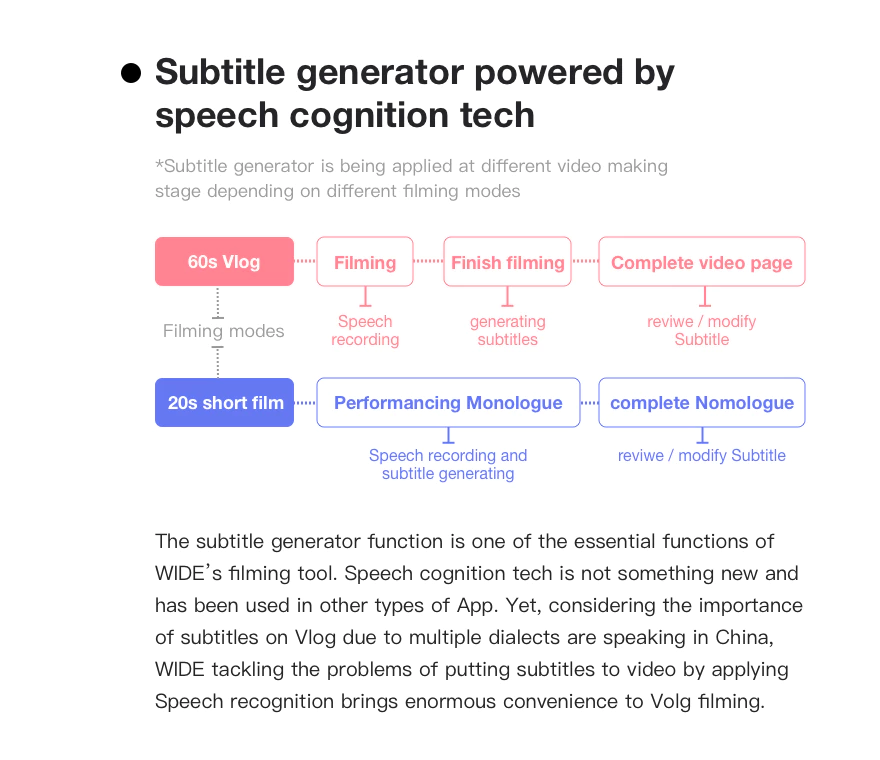 Subtitle generator powered by
speech cognition tech
*Subtitle generator is being applied at different video making
stage depending on different filming modes
60s Vlog
Filming
Finish filming
Complete video page
Speech
recording
generating
subtitles
reviwe / modify
Subtitle
Filming modes
20s short film
Performancing Monologue
complete Nomologue
Speech recording and
subtitle generating
reviwe / modify Subtitle
The subtitle generator function is one of the essential functions of
WIDE’s filming tool. Speech cognition tech is not something new and
has been used in other types of App. Yet, considering the importance
of subtitles on Vlog due to multiple dialects are speaking in China,
WIDE tackling the problems of putting subtitles to video by applying
Speech recognition brings enormous convenience to Volg filming.